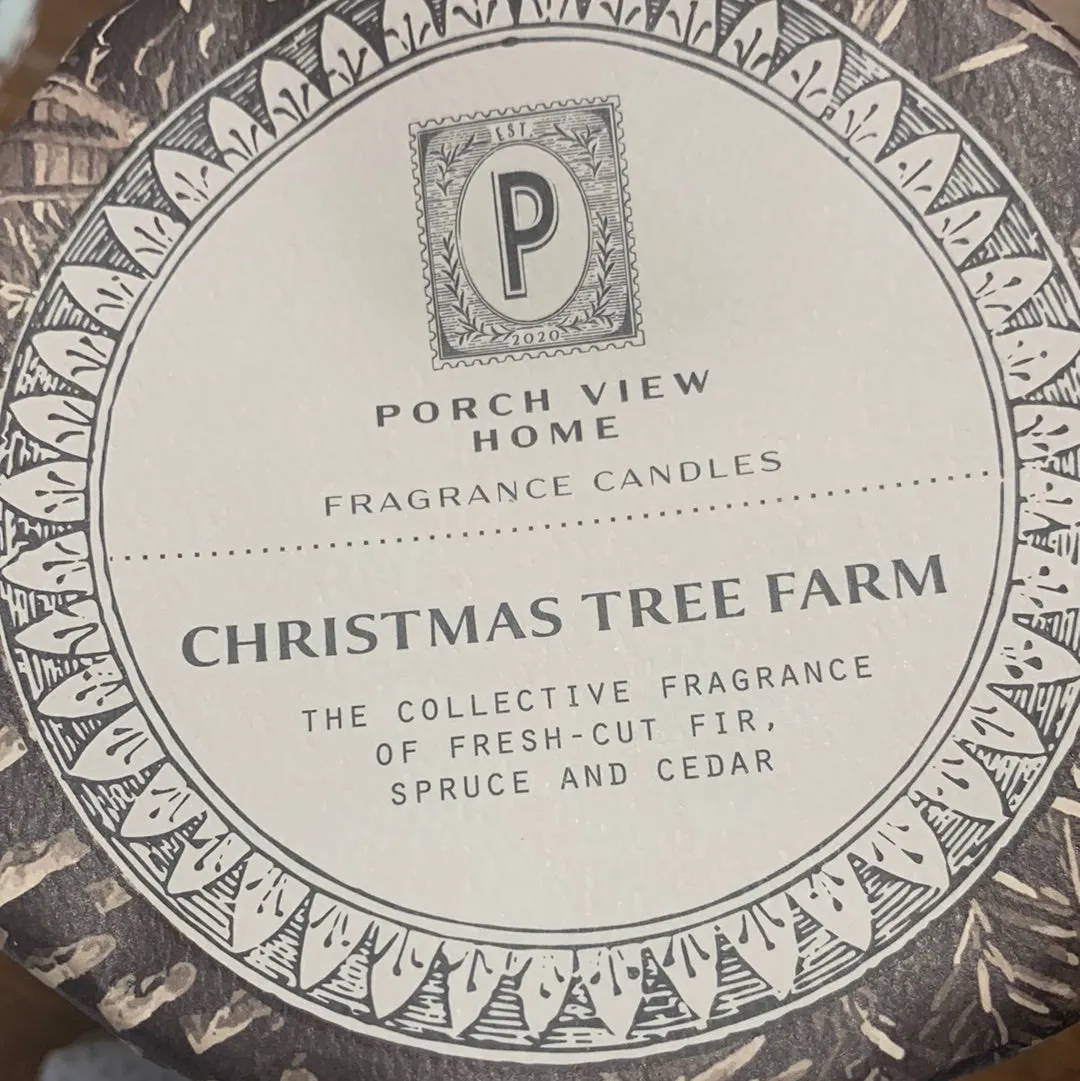 EST.
P
2020
PORCH VIEW
HOME
FRAGRANCE CANDLES
CHRISTMAS TREE FARM
THE COLLECTIVE FRAGRANCE
OF FRESH-CUT FIR,
SPRUCE AND CEDAR